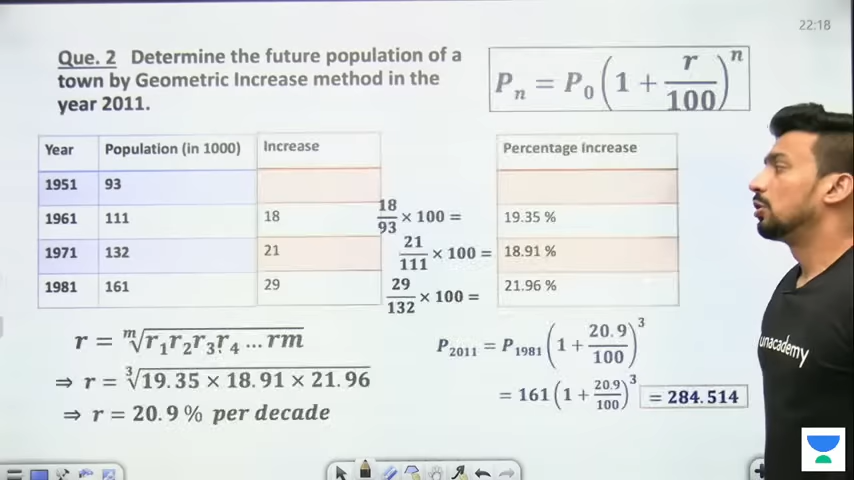 22:18
Que. 2 Determine the future population of a
town by Geometric Increase method in the
year 2011.
Pn = P0 (1 + r/100)^n
Year Population (in 1000) Increase Percentage Increase
1951 93
1961 111 18 18/93 × 100 = 19.35 %
1971 132 21 21/111 × 100 = 18.91 %
1981 161 29 29/132 × 100 = 21.96 %
r = m√r1r2r3r4 ... rm
⇒ r = 3√19.35 × 18.91 × 21.96
⇒ r = 20.9 % per decade
P2011 = P1981 (1 + 20.9/100)^3
= 161 (1 + 20.9/100)^3 = 284.514
unacademy